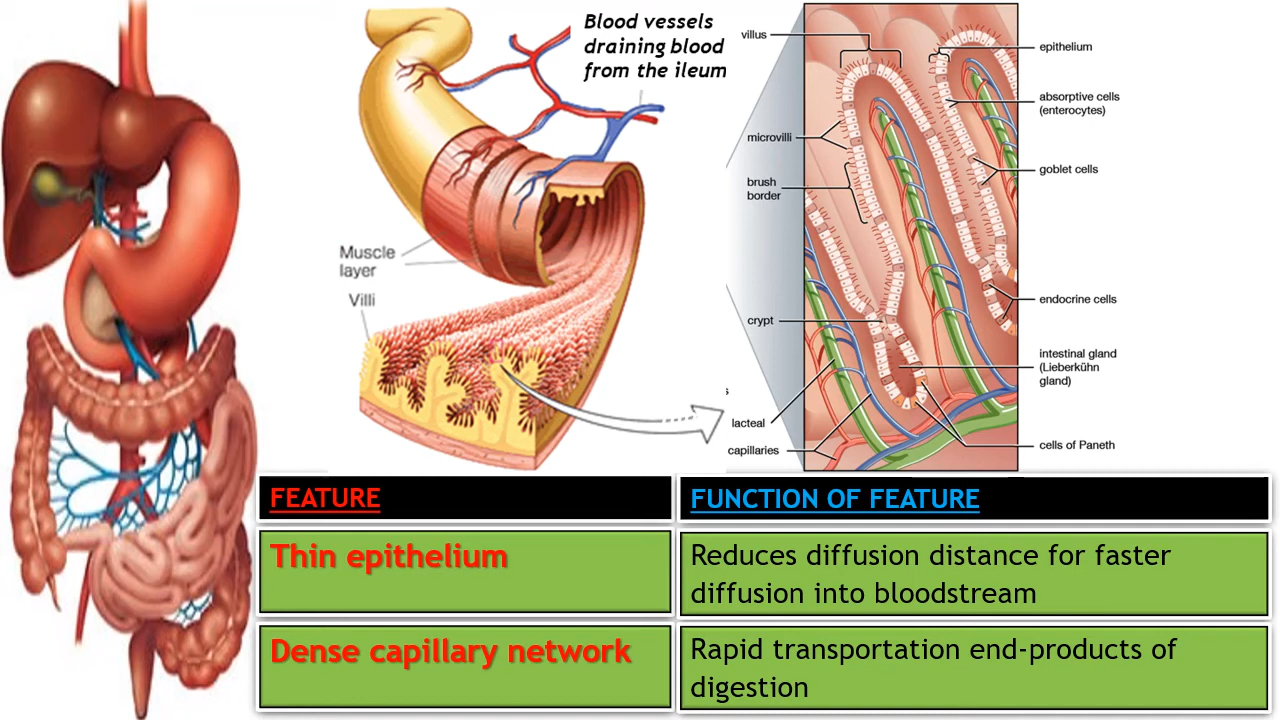 Blood vessels
draining blood
from the ileum
Muscle
layer
Villi
villus
microvilli
brush
border
crypt
s
lacteal
capillaries
epithelium
absorptive cells
(enterocytes)
goblet cells
endocrine cells
intestinal gland
(Lieberkühn
gland)
cells of Paneth
FEATURE
FUNCTION OF FEATURE
Thin epithelium
Reduces diffusion distance for faster
diffusion into bloodstream
Dense capillary network
Rapid transportation end-products of
digestion